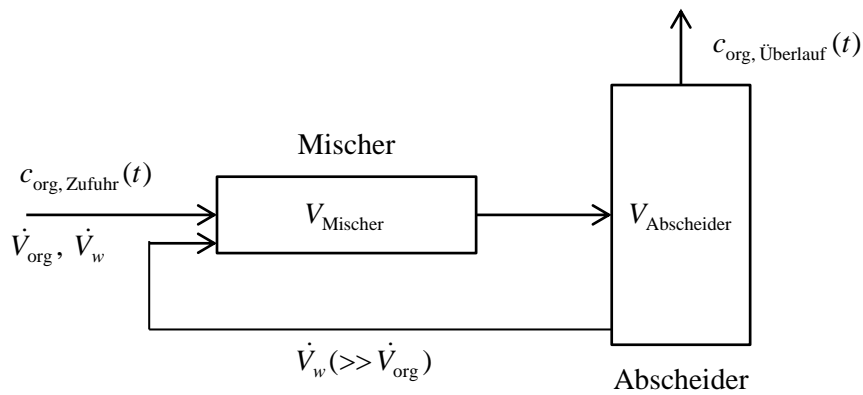 c_org, Überlauf(t)
Mischer
c_org, Zufuhr(t)
V_Mischer
V_Abscheider
V̇_org, V̇_w
V̇_w(>>V̇_org)
Abscheider